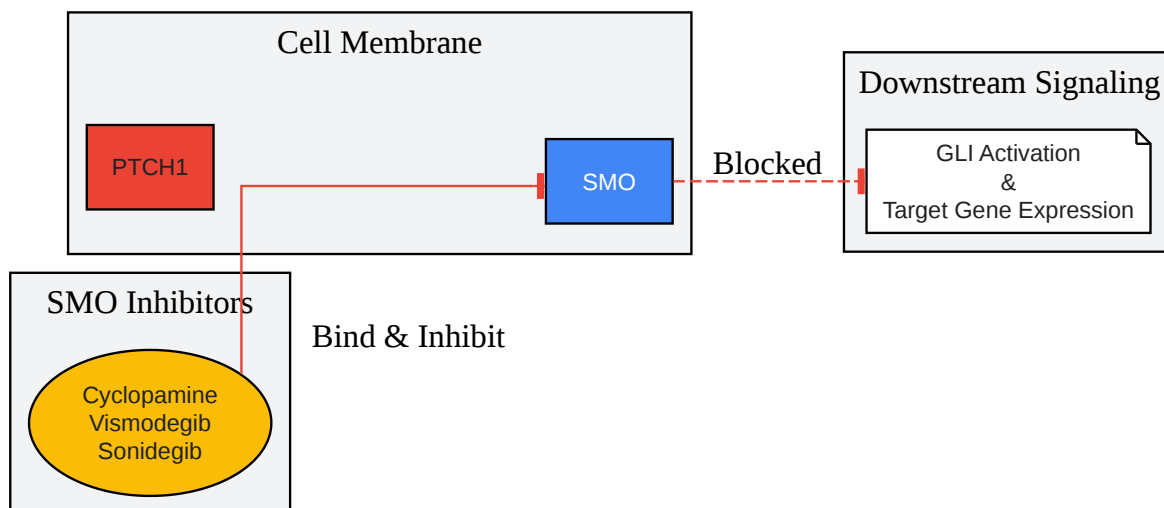 Cell Membrane
PTCH1
SMO
Blocked
Downstream Signaling
GLI Activation
&
Target Gene Expression
SMO Inhibitors
Bind & Inhibit
Cyclopamine
Vismodegib
Sonidegib